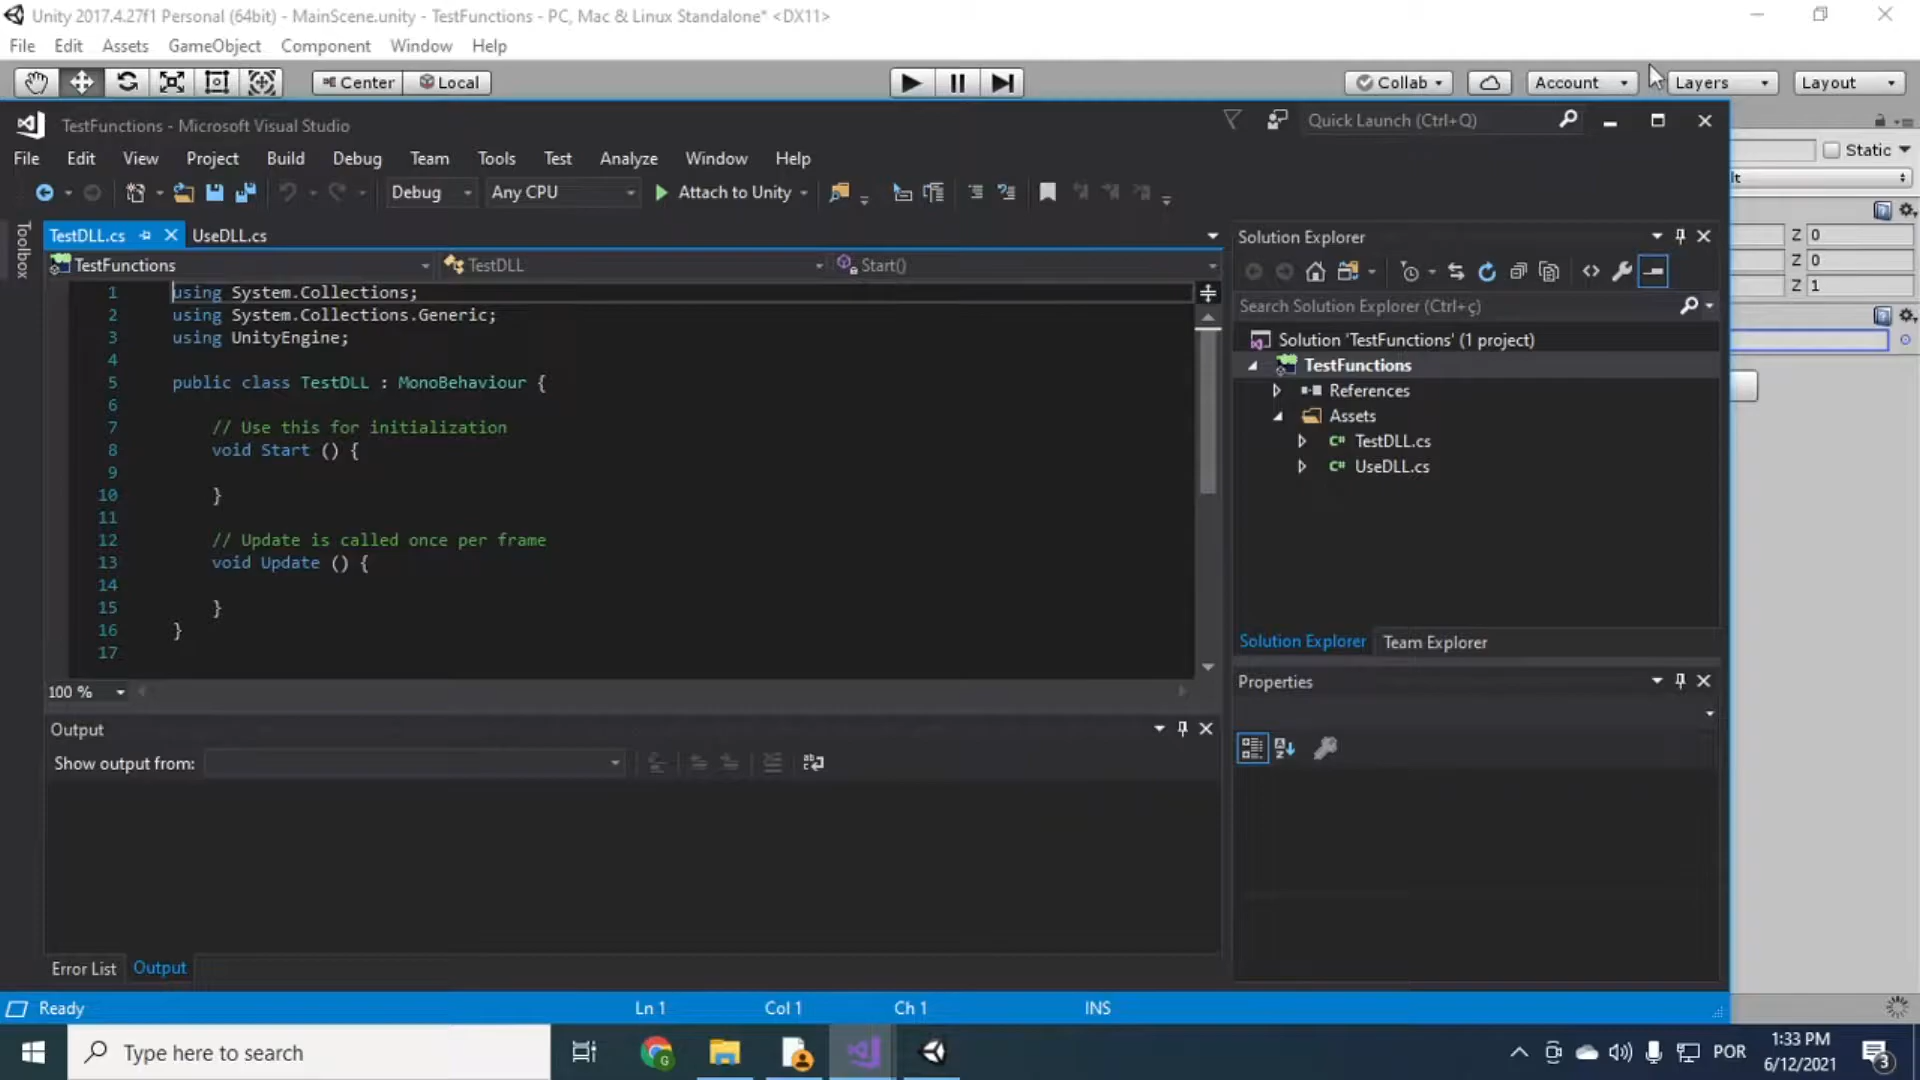 Unity 2017.4.27f1 Personal (64bit) - MainScene.unity - TestFunctions - PC, Mac & Linux Standalone* <DX11>
File Edit Assets GameObject Component Window Help
Center Local Collab Account Layers Layout
TestFunctions - Microsoft Visual Studio
Quick Launch (Ctrl+Q)
File Edit View Project Build Debug Team Tools Test Analyze Window Help
Static
Debug Any CPU Attach to Unity
lt
Toolbox
TestDLL.cs UseDLL.cs
Solution Explorer
Z 0
TestFunctions TestDLL Start()
Z 0
Z 1
1 using System.Collections;
2 using System.Collections.Generic;
3 using UnityEngine;
4
5 public class TestDLL : MonoBehaviour {
6
7 // Use this for initialization
8 void Start () {
9
10 }
11
12 // Update is called once per frame
13 void Update () {
14
15 }
16 }
17
Search Solution Explorer (Ctrl+ç)
Solution 'TestFunctions' (1 project)
TestFunctions
References
Assets
C# TestDLL.cs
C# UseDLL.cs
Solution Explorer Team Explorer
100 %
Properties
Output
Show output from:
Error List Output
Ready Ln 1 Col 1 Ch 1 INS
Type here to search
POR
1:33 PM
6/12/2021
3